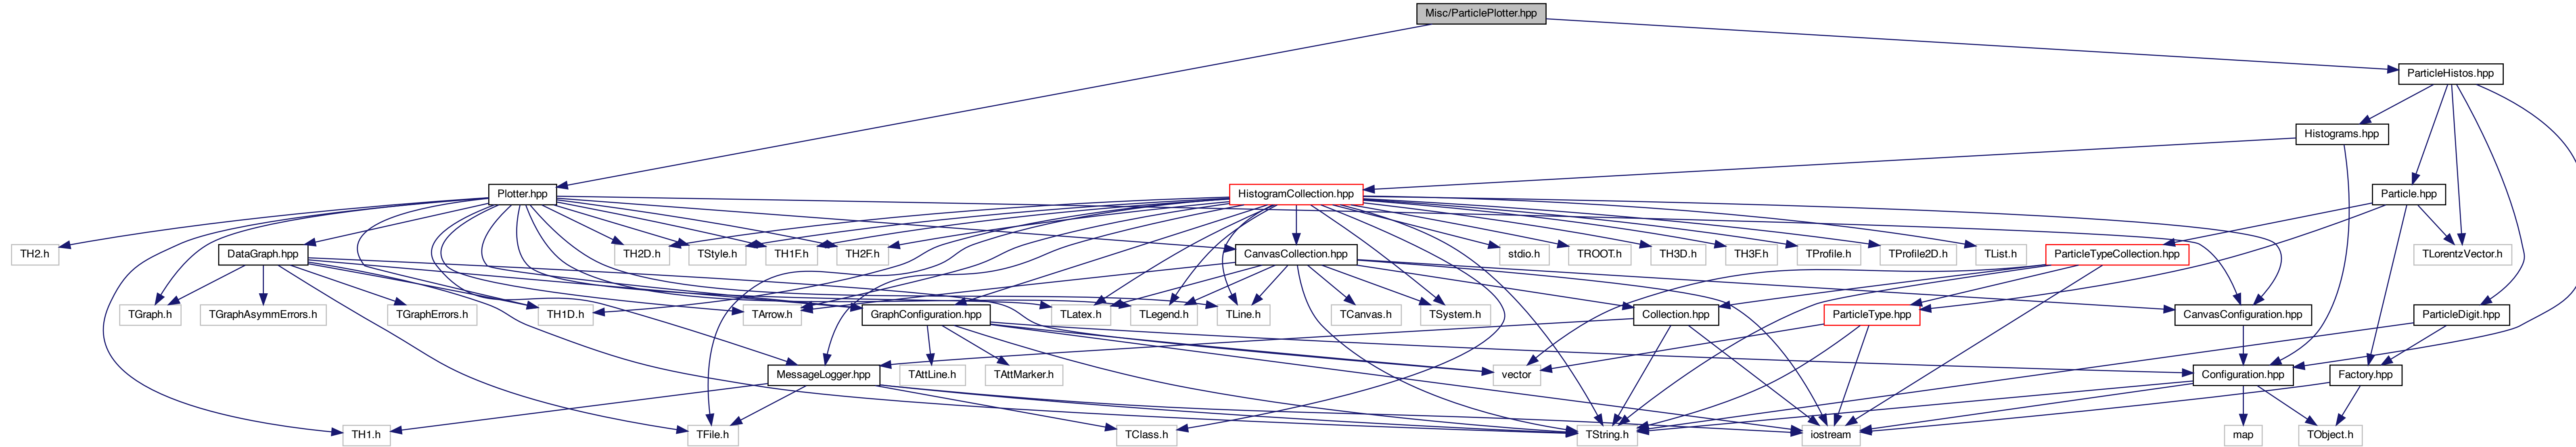 Misc/ParticlePlotter.hpp
ParticleHistos.hpp
Histograms.hpp
Plotter.hpp
HistogramCollection.hpp
Particle.hpp
TH2.h
DataGraph.hpp
TH2D.h
TStyle.h
TH1F.h
TH2F.h
CanvasCollection.hpp
stdio.h
TROOT.h
TH3D.h
TH3F.h
TProfile.h
TProfile2D.h
TList.h
ParticleTypeCollection.hpp
TLorentzVector.h
TGraph.h
TGraphAsymmErrors.h
TGraphErrors.h
TH1D.h
TArrow.h
GraphConfiguration.hpp
TLatex.h
TLegend.h
TLine.h
TCanvas.h
TSystem.h
Collection.hpp
ParticleType.hpp
CanvasConfiguration.hpp
ParticleDigit.hpp
MessageLogger.hpp
TAttLine.h
TAttMarker.h
vector
Configuration.hpp
Factory.hpp
TH1.h
TFile.h
TClass.h
TString.h
iostream
map
TObject.h